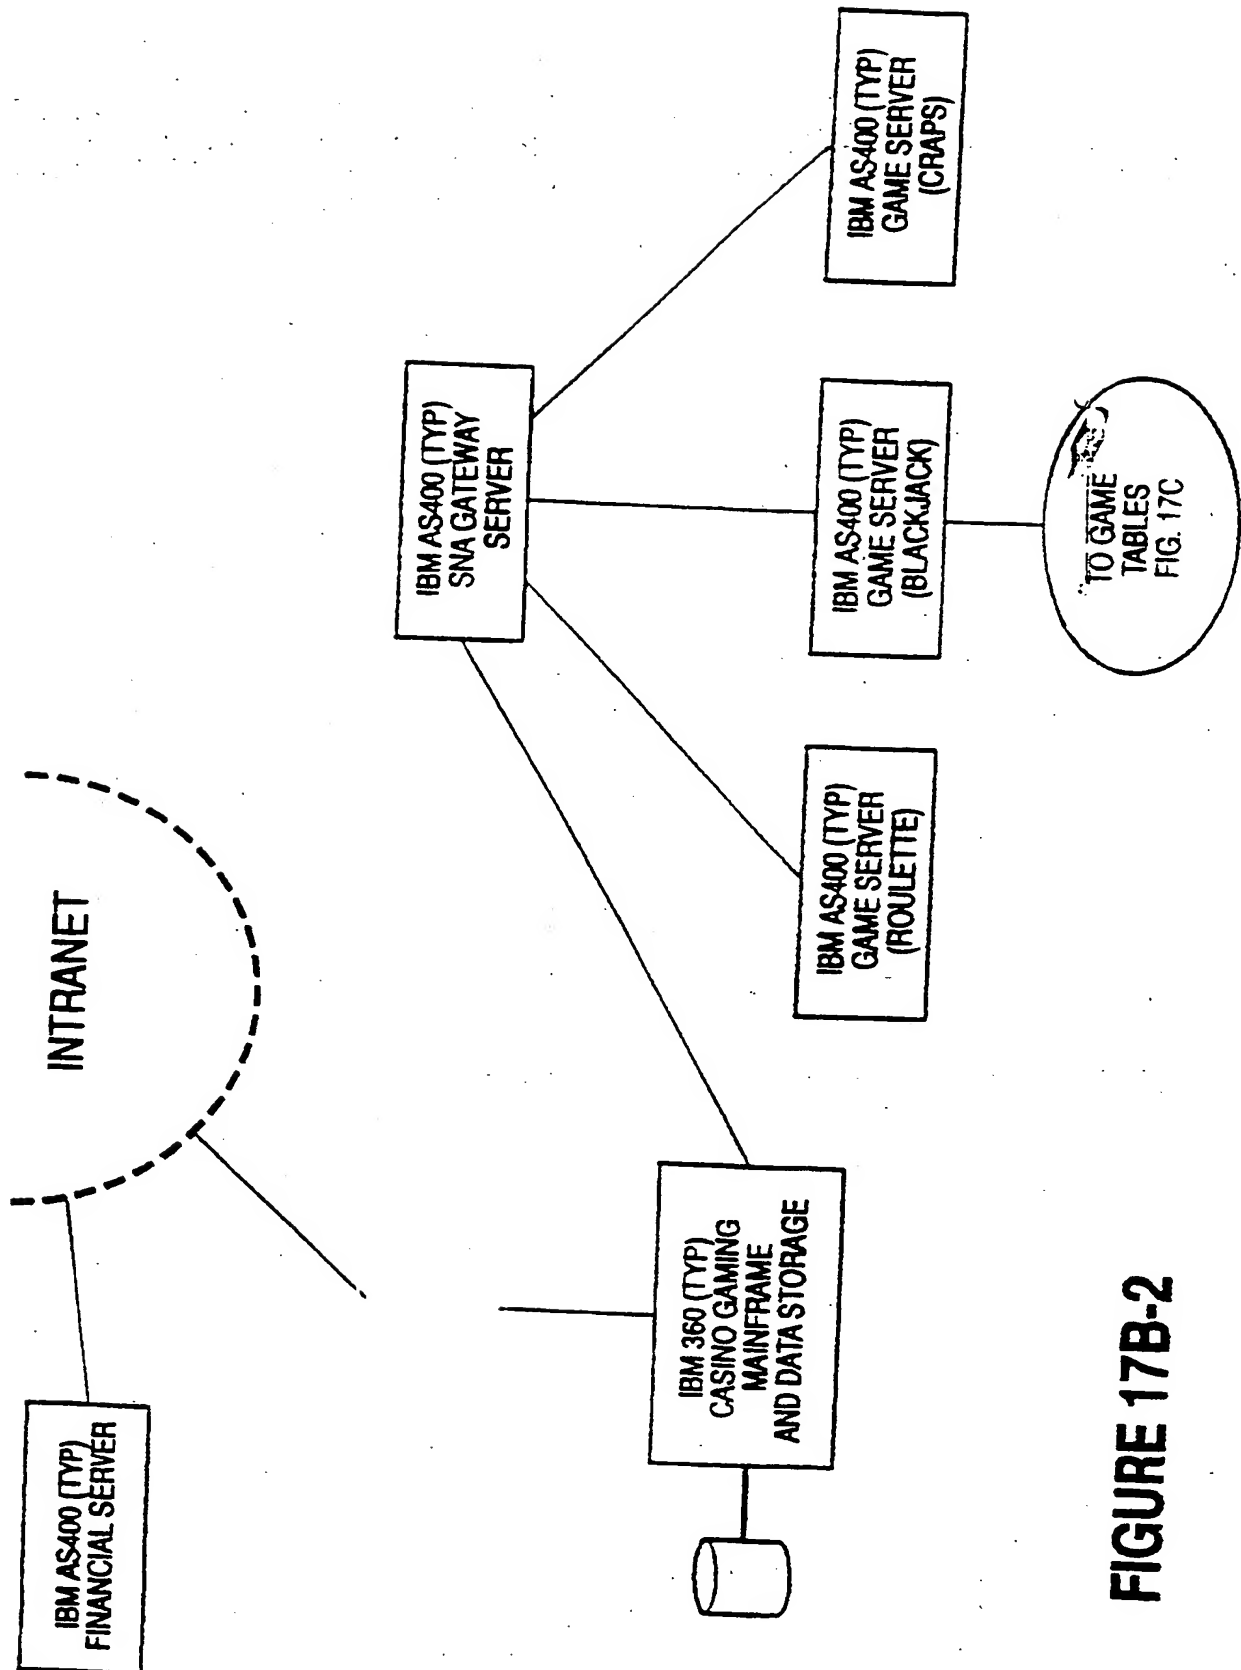 INTRANET
IBM AS400 (TYP)
FINANCIAL SERVER
IBM AS400 (TYP)
SNA GATEWAY
SERVER
IBM 360 (TYP)
CASINO GAMING
MAINFRAME
AND DATA STORAGE
IBM AS400 (TYP)
GAME SERVER
(ROULETTE)
IBM AS400 (TYP)
GAME SERVER
(BLACKJACK)
IBM AS400 (TYP)
GAME SERVER
(CRAPS)
TO GAME
TABLES
FIG. 17C
FIGURE 17B-2